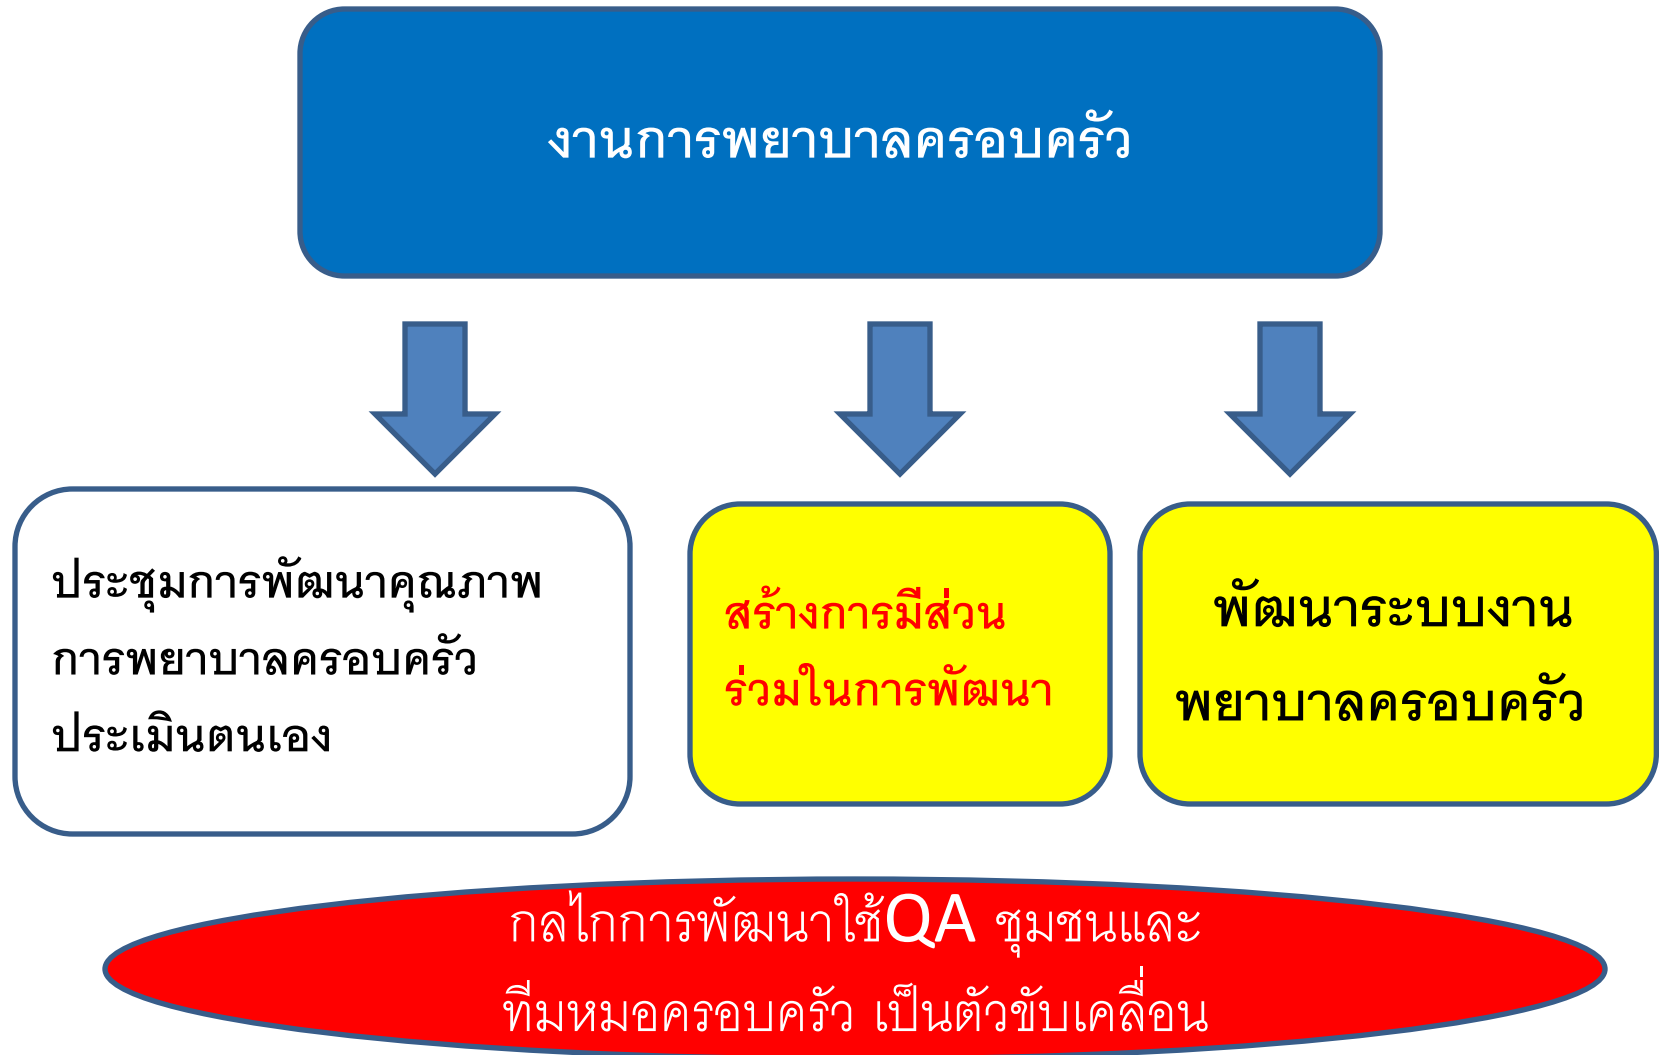 งานการพยาบาลครอบครัว
ประชุมการพัฒนาคุณภาพ
การพยาบาลครอบครัว
ประเมินตนเอง
สร้างการมีส่วน
ร่วมในการพัฒนา
พัฒนาระบบงาน
พยาบาลครอบครัว
กลไกการพัฒนาใช้QA ชุมชนและ
ทีมหมอครอบครัว เป็นตัวขับเคลื่อน